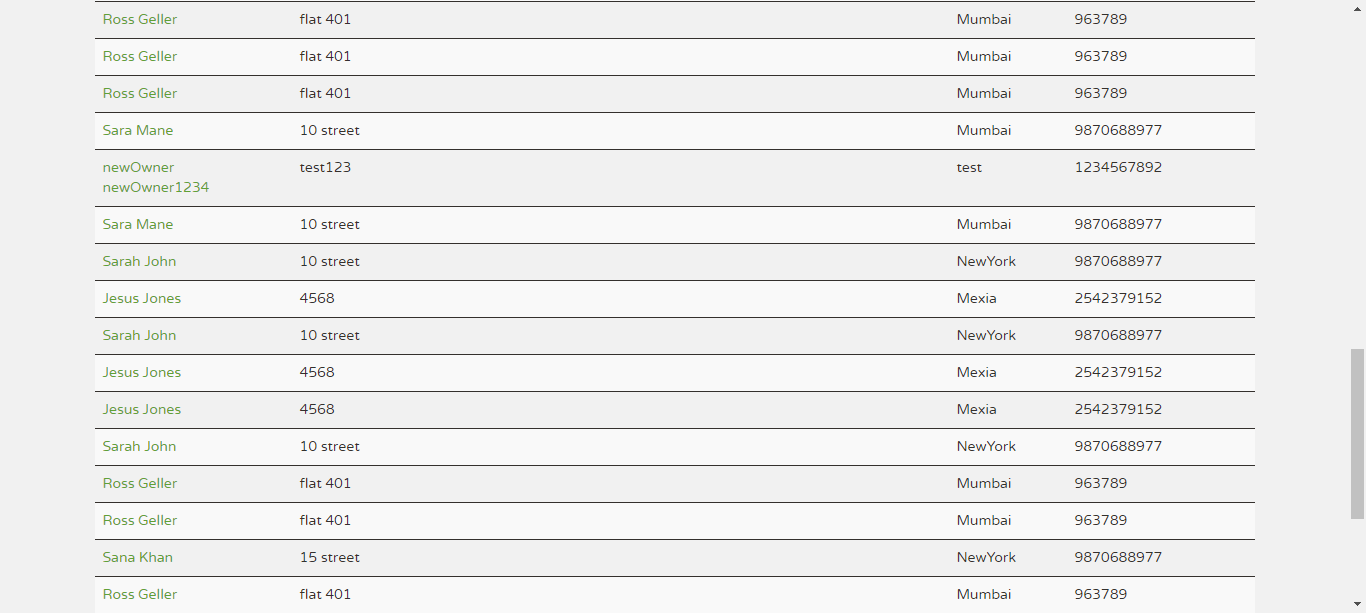 Ross Geller flat 401 Mumbai 963789
Ross Geller flat 401 Mumbai 963789
Ross Geller flat 401 Mumbai 963789
Sara Mane 10 street Mumbai 9870688977
newOwner test123 test 1234567892
newOwner1234
Sara Mane 10 street Mumbai 9870688977
Sarah John 10 street NewYork 9870688977
Jesus Jones 4568 Mexia 2542379152
Sarah John 10 street NewYork 9870688977
Jesus Jones 4568 Mexia 2542379152
Jesus Jones 4568 Mexia 2542379152
Sarah John 10 street NewYork 9870688977
Ross Geller flat 401 Mumbai 963789
Ross Geller flat 401 Mumbai 963789
Sana Khan 15 street NewYork 9870688977
Ross Geller flat 401 Mumbai 963789